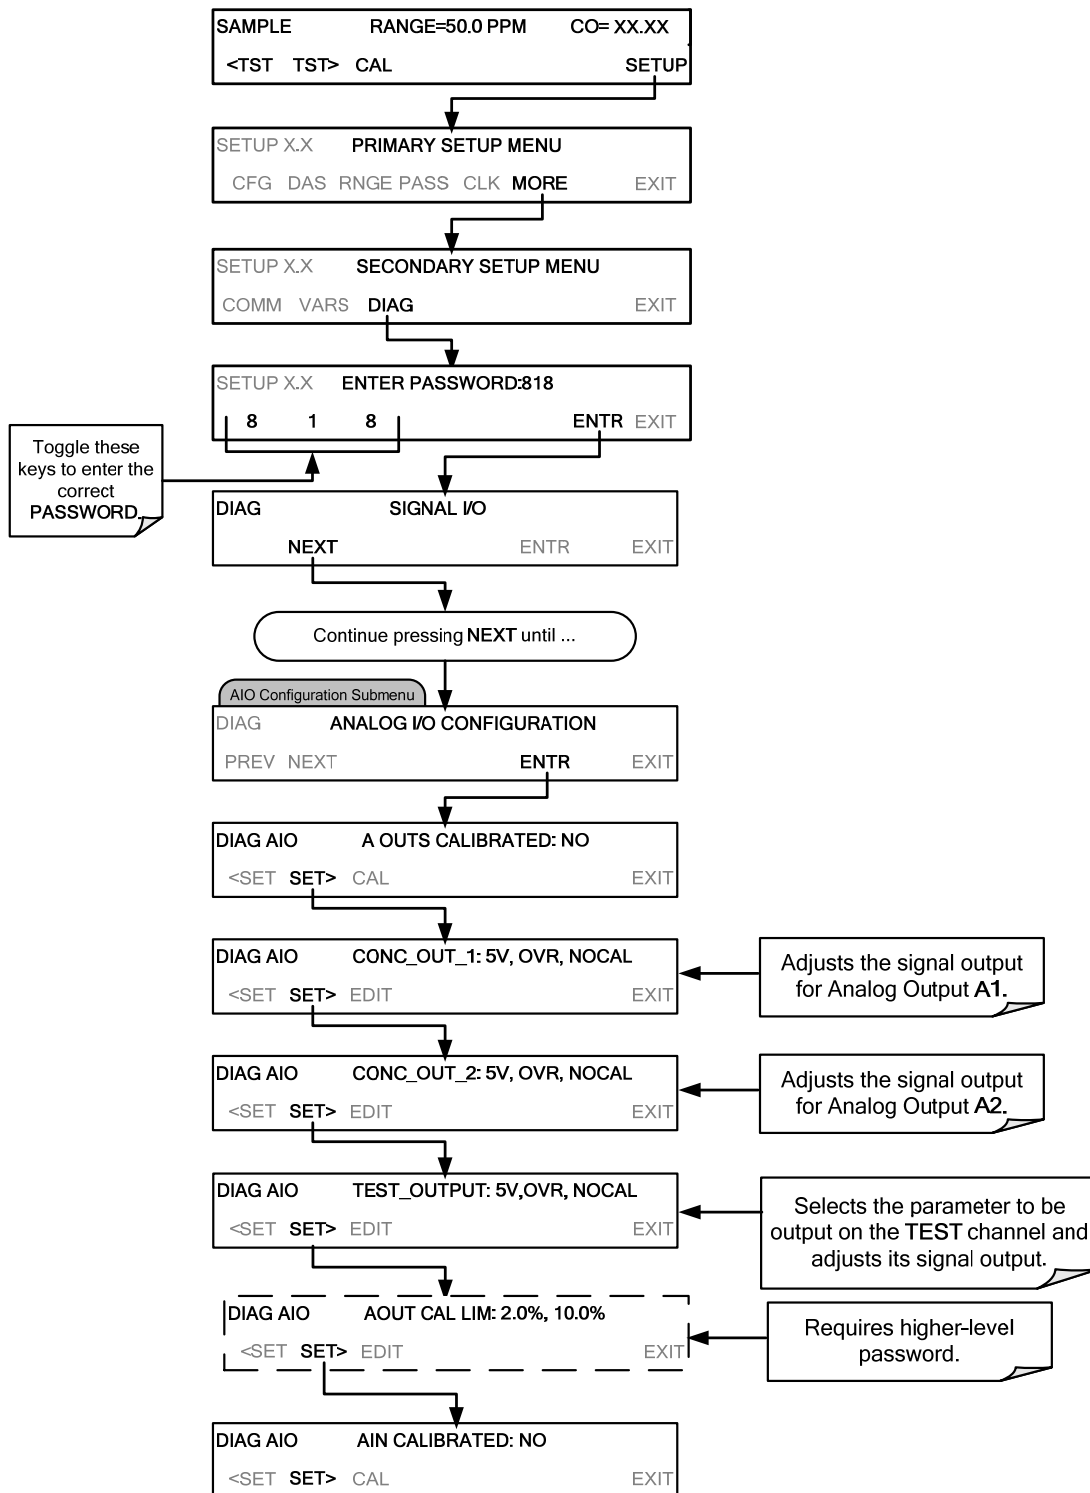 SAMPLE RANGE=50.0 PPM CO= XX.XX
<TST TST> CAL SETUP
SETUP X.X PRIMARY SETUP MENU
CFG DAS RNGE PASS CLK MORE EXIT
SETUP X.X SECONDARY SETUP MENU
COMM VARS DIAG EXIT
SETUP X.X ENTER PASSWORD:818
8 1 8 ENTR EXIT
Toggle these
keys to enter the
correct
PASSWORD.
DIAG SIGNAL I/O
NEXT ENTR EXIT
Continue pressing NEXT until ...
AIO Configuration Submenu
DIAG ANALOG I/O CONFIGURATION
PREV NEXT ENTR EXIT
DIAG AIO A OUTS CALIBRATED: NO
<SET SET> CAL EXIT
DIAG AIO CONC_OUT_1: 5V, OVR, NOCAL
<SET SET> EDIT EXIT
Adjusts the signal output
for Analog Output A1.
DIAG AIO CONC_OUT_2: 5V, OVR, NOCAL
<SET SET> EDIT EXIT
Adjusts the signal output
for Analog Output A2.
DIAG AIO TEST_OUTPUT: 5V,OVR, NOCAL
<SET SET> EDIT EXIT
Selects the parameter to be
output on the TEST channel and
adjusts its signal output.
DIAG AIO AOUT CAL LIM: 2.0%, 10.0%
<SET SET> EDIT EXIT
Requires higher-level
password.
DIAG AIO AIN CALIBRATED: NO
<SET SET> CAL EXIT